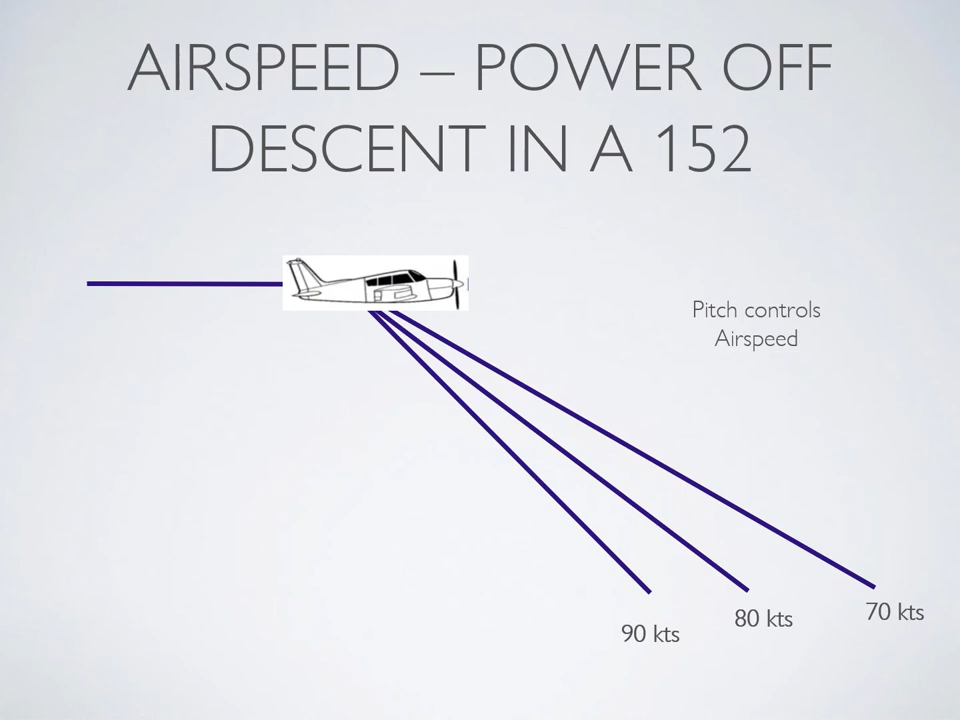 AIRSPEED – POWER OFF
DESCENT IN A 152
Pitch controls
Airspeed
90 kts
80 kts
70 kts